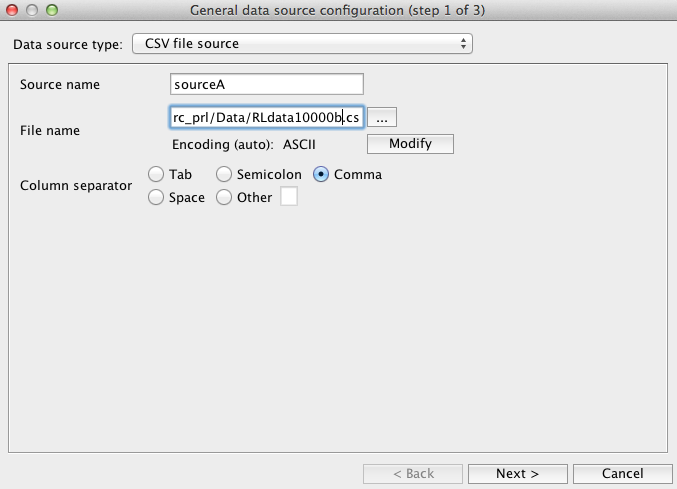 General data source configuration (step 1 of 3)
Data source type: CSV file source
Source name sourceA
File name rc_prl/Data/RLdata10000b.cs ...
Encoding (auto): ASCII Modify
Column separator
Tab Semicolon Comma
Space Other
< Back Next > Cancel